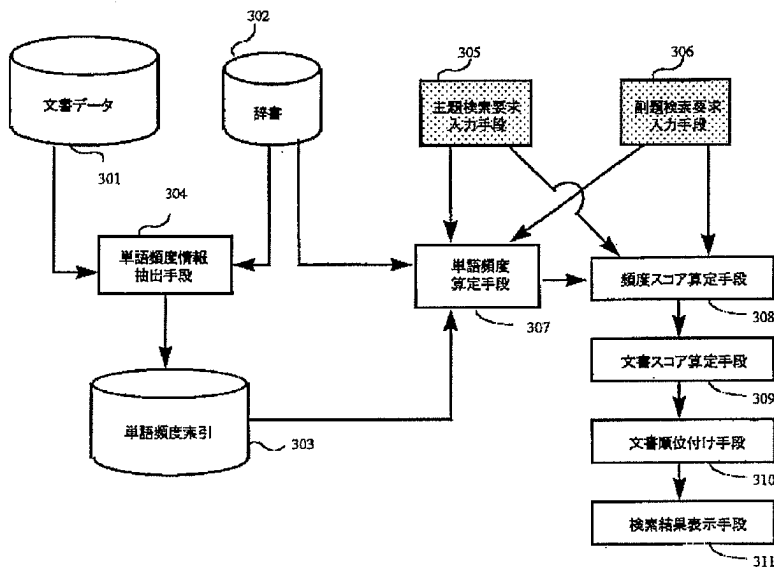 302
305
306
文書データ
辞書
主題検索要求
入力手段
副題検索要求
入力手段
301
304
単語頻度情報
抽出手段
単語頻度
算定手段
頻度スコア算定手段
307
308
文書スコア算定手段
309
単語頻度索引
303
文書順位付け手段
310
検索結果表示手段
311